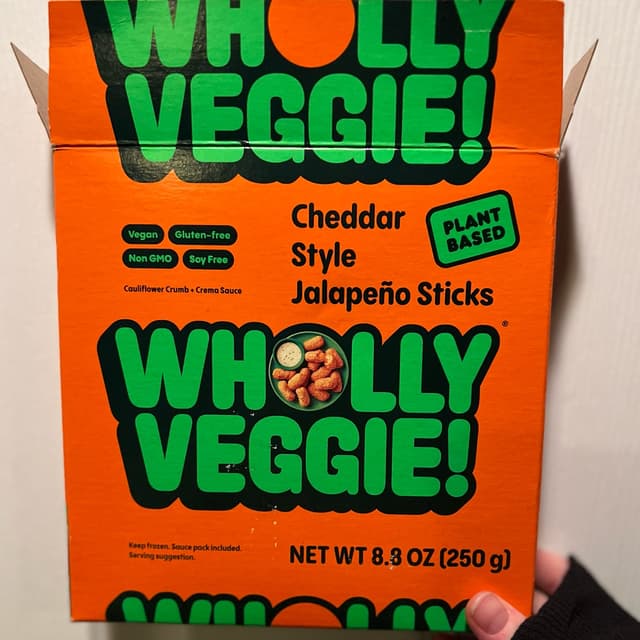 WHOLLY
VEGGIE!
Vegan
Gluten-free
Non GMO
Soy Free
Cauliflower Crumb + Crema Sauce
Cheddar
Style
Jalapeño Sticks
PLANT
BASED
WHOLLY
VEGGIE!
®
Keep frozen. Sauce pack included.
Serving suggestion.
NET WT 8.8 OZ (250 g)
WHOLLY